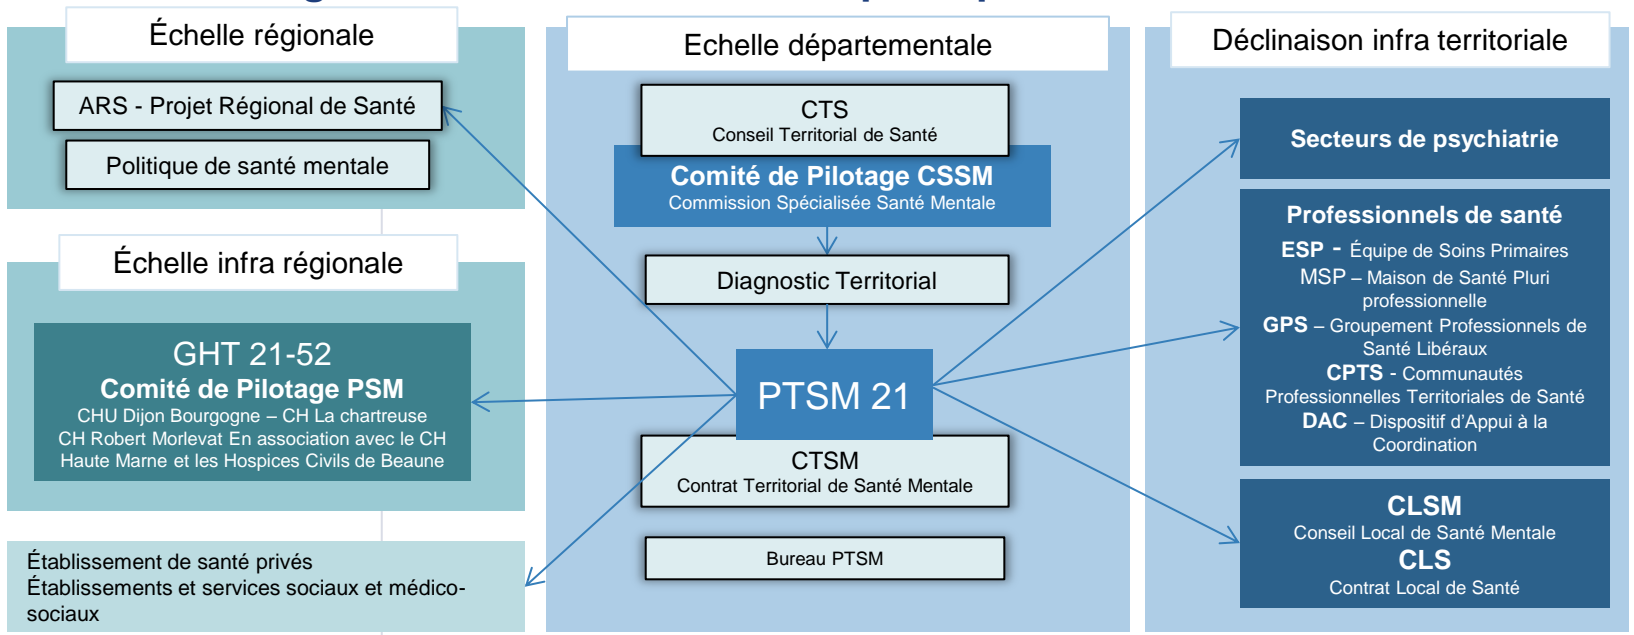 Échelle régionale
ARS - Projet Régional de Santé
Politique de santé mentale
Échelle infra régionale
GHT 21-52
Comité de Pilotage PSM
CHU Dijon Bourgogne – CH La chartreuse
CH Robert Morlevat En association avec le CH
Haute Marne et les Hospices Civils de Beaune
Établissement de santé privés
Établissements et services sociaux et médico-
sociaux
Echelle départementale
CTS
Conseil Territorial de Santé
Comité de Pilotage CSSM
Commission Spécialisée Santé Mentale
Diagnostic Territorial
PTSM 21
CTSM
Contrat Territorial de Santé Mentale
Bureau PTSM
Déclinaison infra territoriale
Secteurs de psychiatrie
Professionnels de santé
ESP - Équipe de Soins Primaires
MSP – Maison de Santé Pluri
professionnelle
GPS – Groupement Professionnels de
Santé Libéraux
CPTS - Communautés
Professionnelles Territoriales de Santé
DAC – Dispositif d'Appui à la
Coordination
CLSM
Conseil Local de Santé Mentale
CLS
Contrat Local de Santé